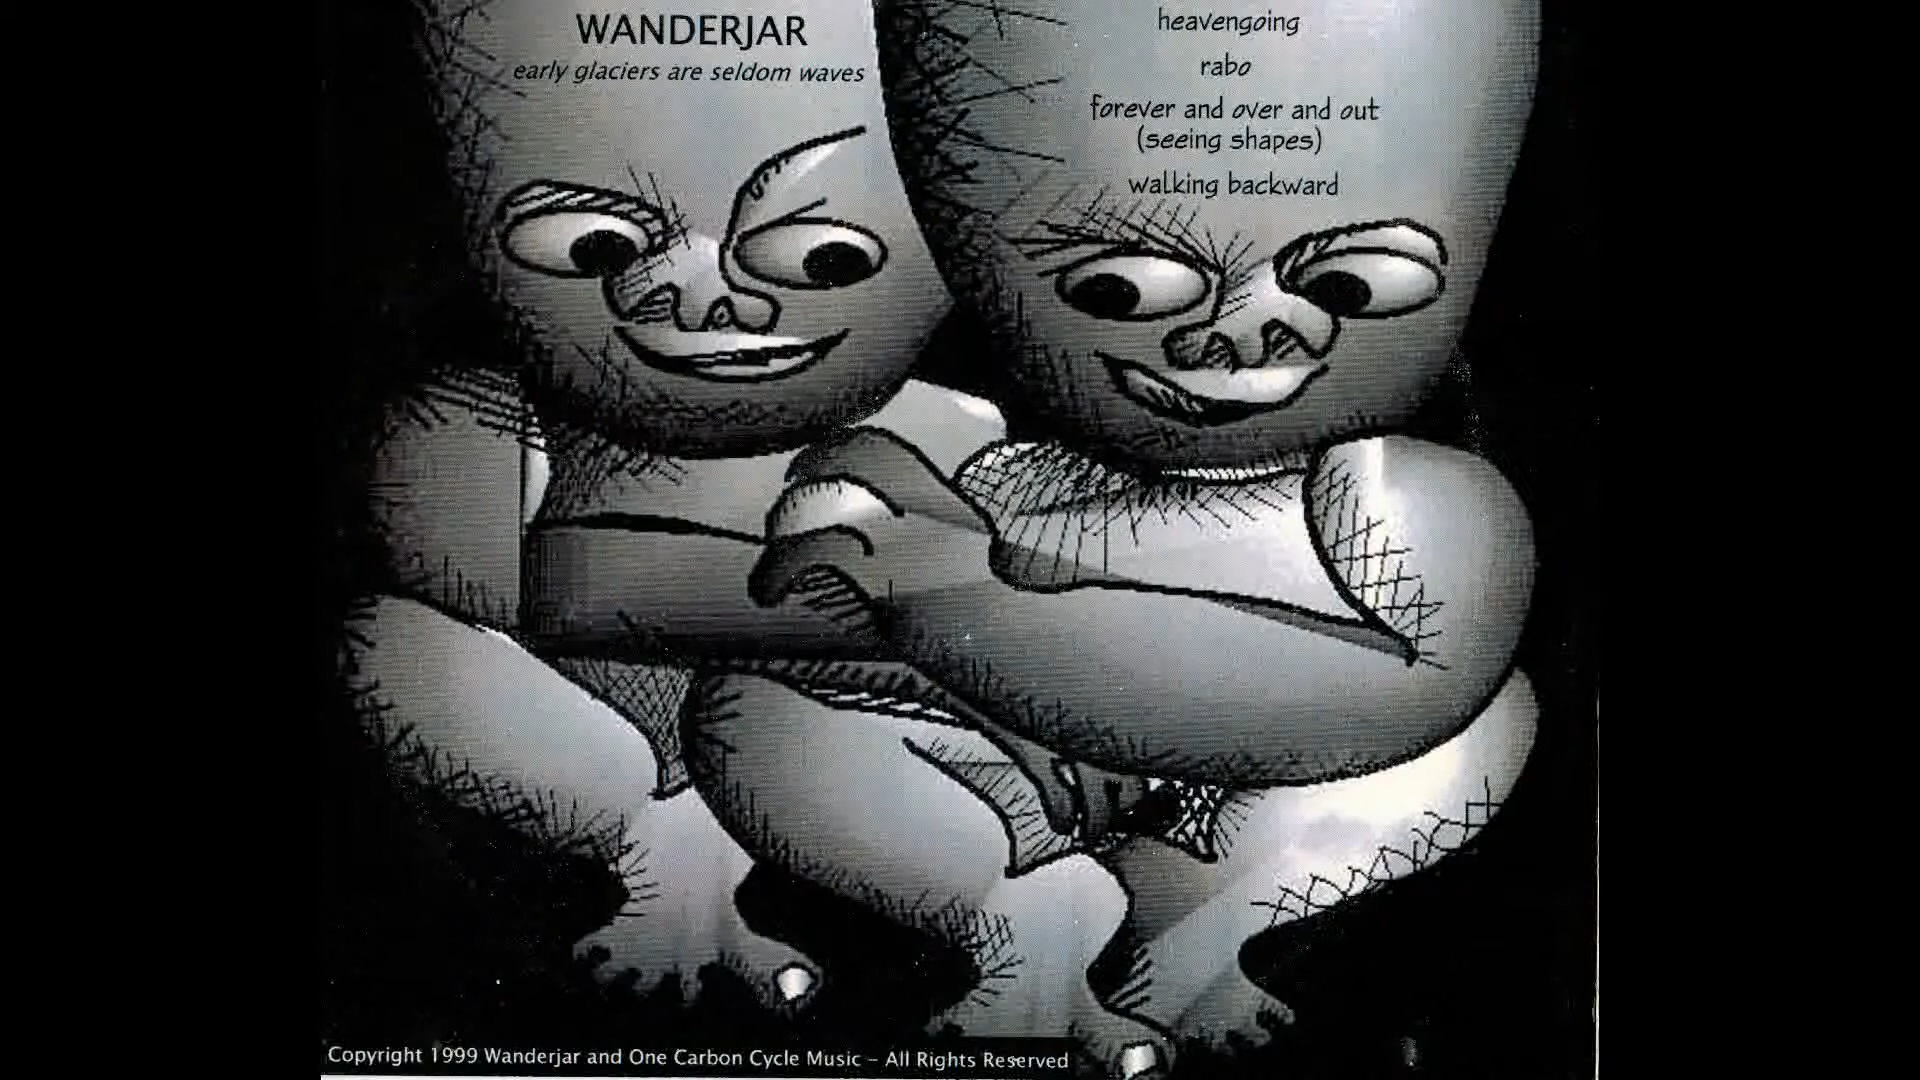 WANDERJAR
early glaciers are seldom waves
heavengoing
rabo
forever and over and out
(seeing shapes)
walking backward
Copyright 1999 Wanderjar and One Carbon Cycle Music – All Rights Reserved